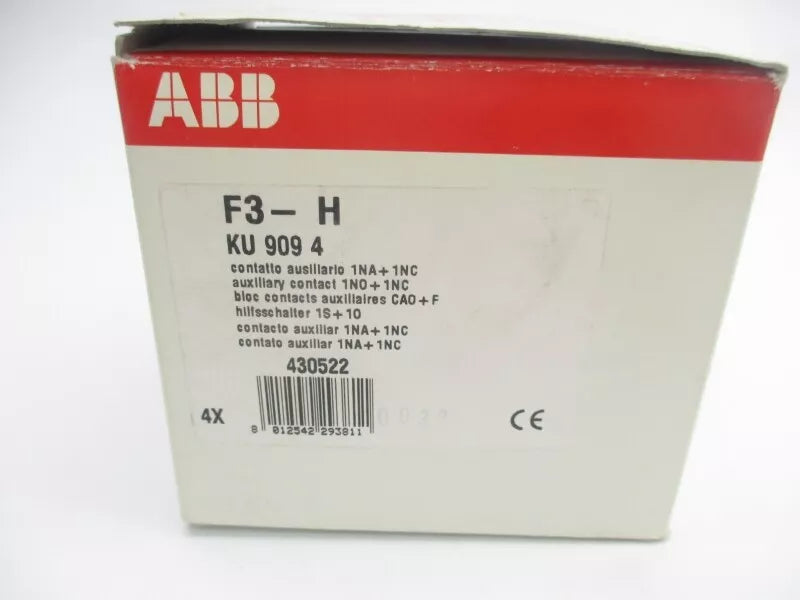 ABB
F3- H
KU 909 4
contatto ausiliario 1NA+1NC
auxiliary contact 1NO+1NC
bloc contacts auxiliaires CAO+F
hilfsschalter 1S+1O
contacto auxiliar 1NA+1NC
contato auxiliar 1NA+1NC
430522
4X
8 012542 293811
CE